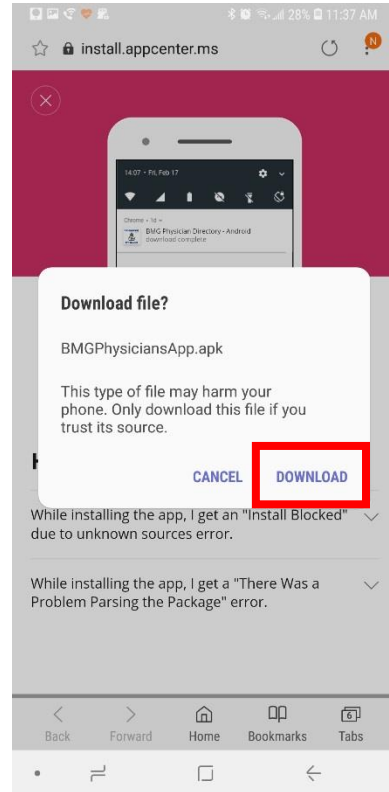 28% 11:37 AM
install.appcenter.ms
N
14:07 • Fri, Feb 17
Chrome • 1d
BMG Physician Directory - Android
download complete
Download file?
BMGPhysiciansApp.apk
This type of file may harm your
phone. Only download this file if you
trust its source.
CANCEL DOWNLOAD
While installing the app, I get an "Install Blocked"
due to unknown sources error.
While installing the app, I get a "There Was a
Problem Parsing the Package" error.
6
Back Forward Home Bookmarks Tabs